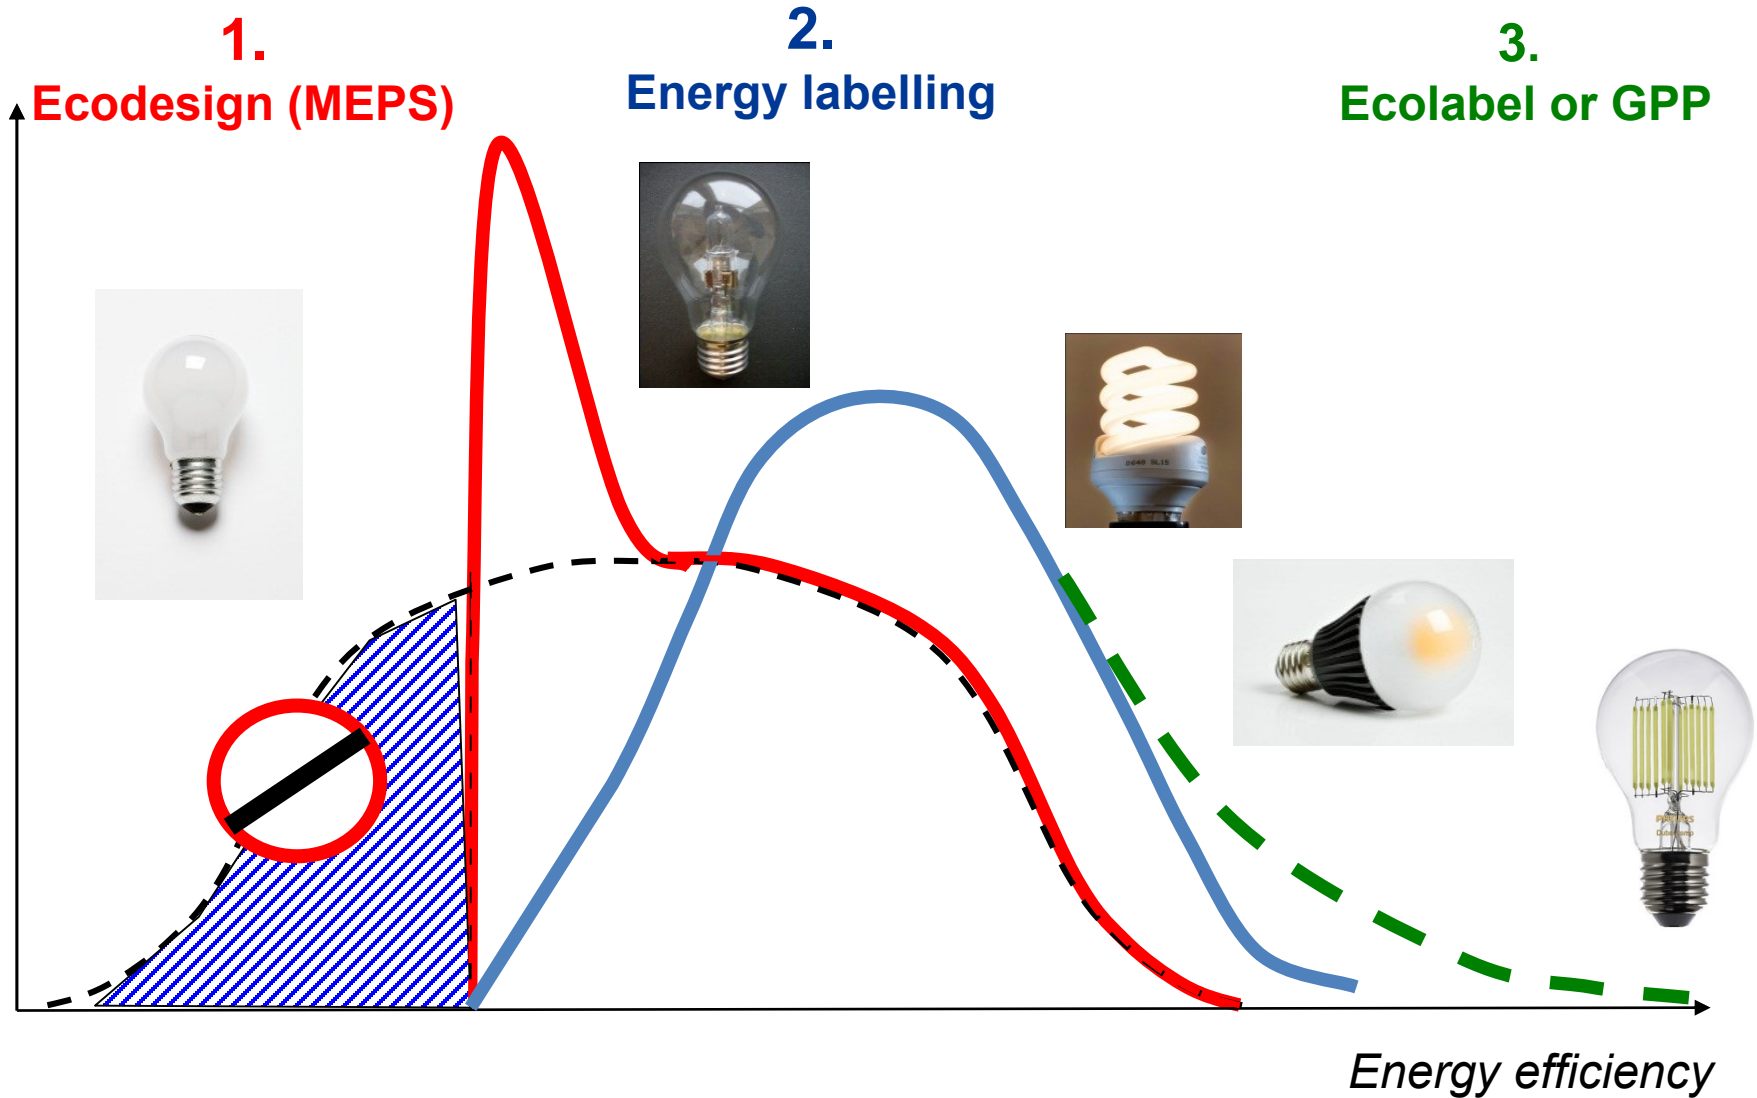 1.
Ecodesign (MEPS)
2.
Energy labelling
3.
Ecolabel or GPP
Energy efficiency